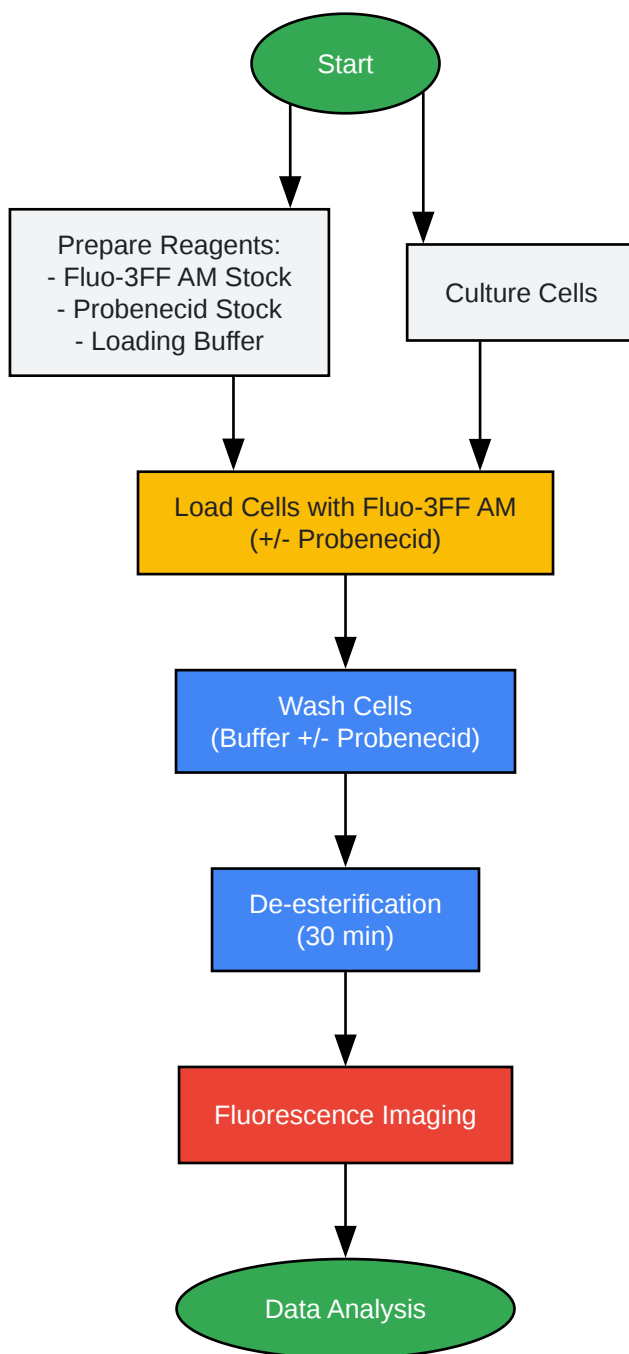 Start
Prepare Reagents:
- Fluo-3FF AM Stock
- Probenecid Stock
- Loading Buffer
Culture Cells
Load Cells with Fluo-3FF AM
(+/- Probenecid)
Wash Cells
(Buffer +/- Probenecid)
De-esterification
(30 min)
Fluorescence Imaging
Data Analysis